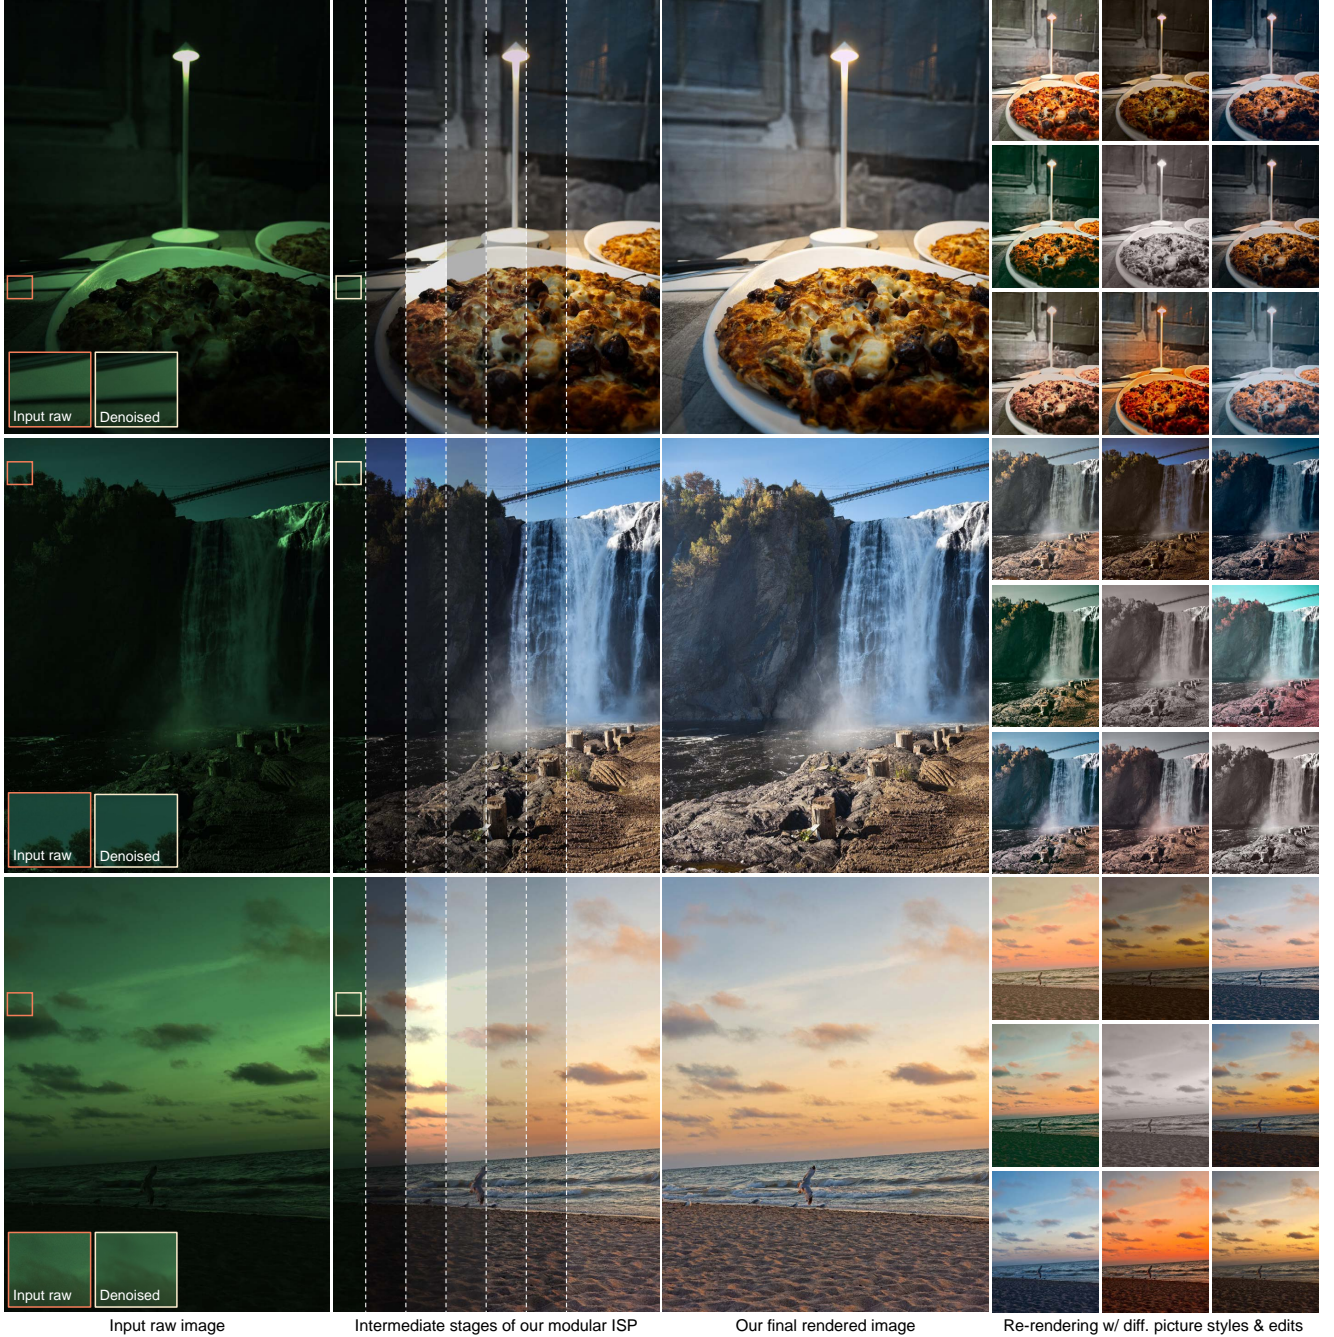 Input raw
Denoised
Input raw
Denoised
Input raw
Denoised
Input raw image
Intermediate stages of our modular ISP
Our final rendered image
Re-rendering w/ diff. picture styles & edits